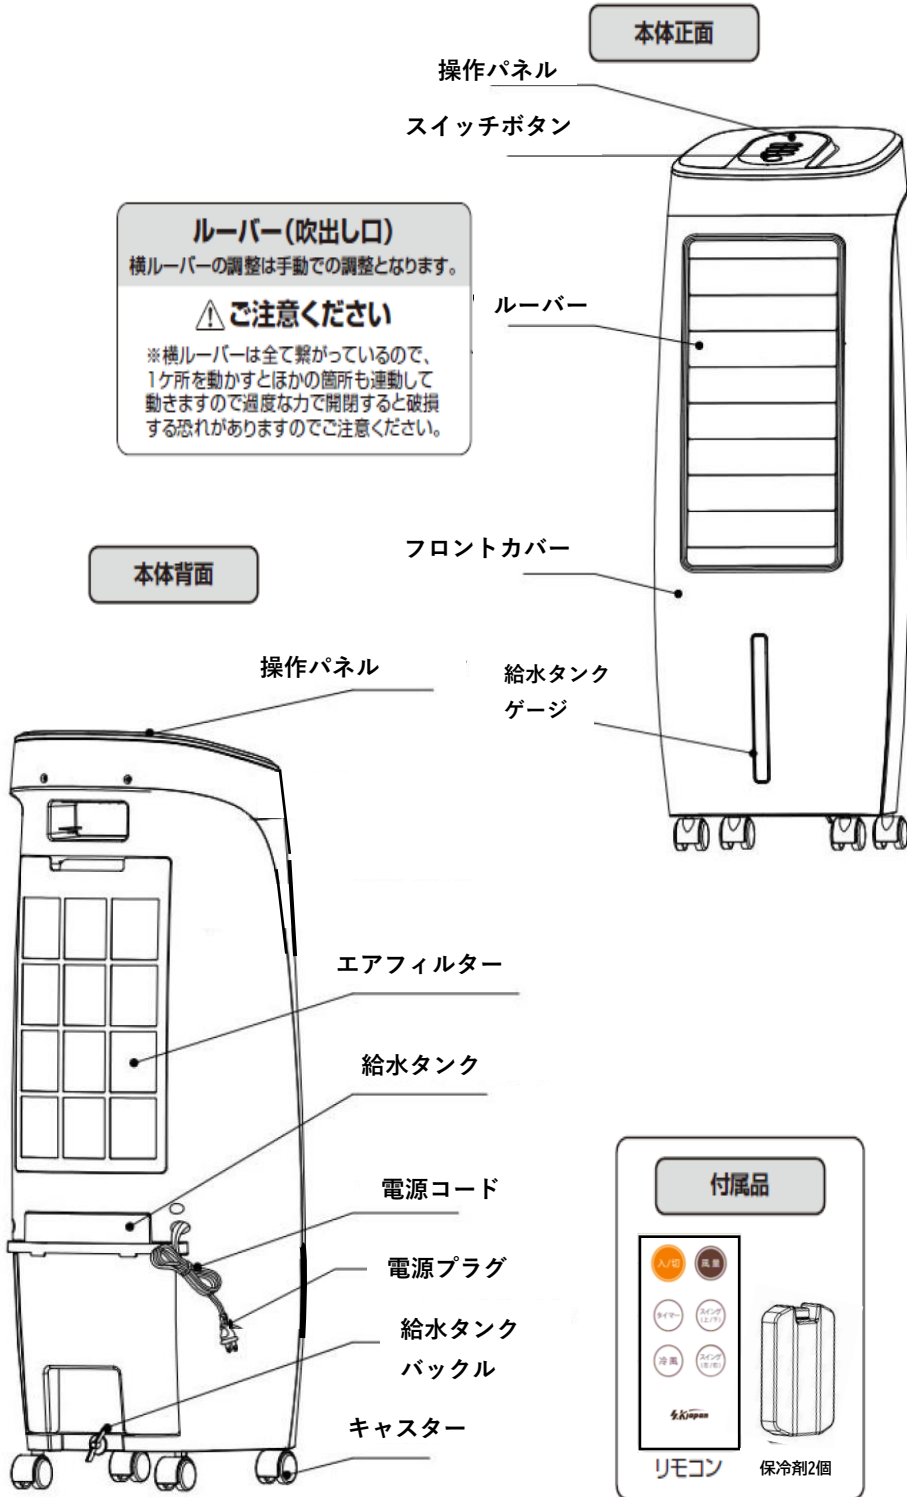 本体正面
操作パネル
スイッチボタン
ルーバー(吹出し口)
横ルーバーの調整は手動での調整となります。
ご注意ください
※横ルーバーは全て繋がっているので、
1ケ所を動かすとほかの箇所も連動して
動きますので過度な力で開閉すると破損
する恐れがありますのでご注意ください。
ルーバー
フロントカバー
給水タンク
ゲージ
本体背面
操作パネル
エアフィルター
給水タンク
電源コード
電源プラグ
給水タンク
バックル
キャスター
付属品
入/切
風量
タイマー
スイング
(上/下)
冷風
スイング
(左/右)
S.Kjapan
リモコン
保冷剤2個